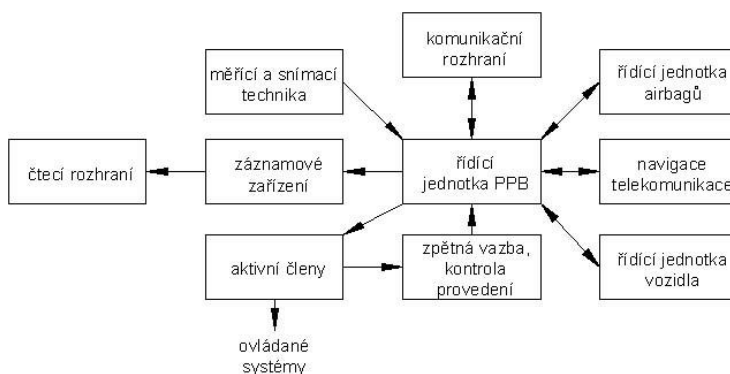 komunikační
rozhraní
měřící a snímací
technika
řídící jednotka
airbagů
čtecí rozhraní
záznamové
zařízení
řídící
jednotka PPB
navigace
telekomunikace
aktivní členy
zpětná vazba,
kontrola
provedení
řídící jednotka
vozidla
ovládané
systémy